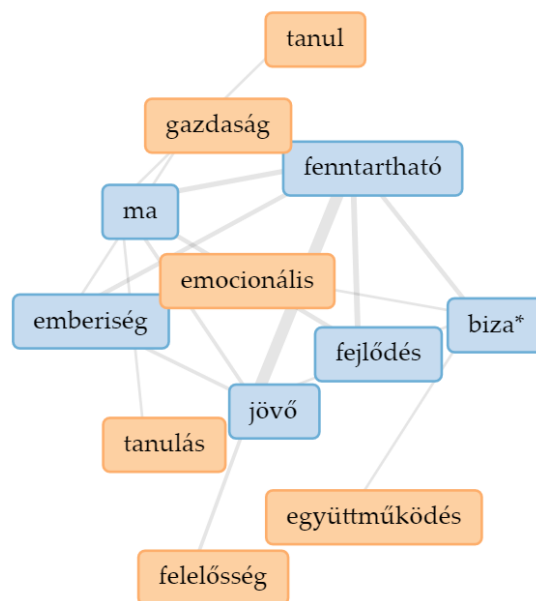 tanul
gazdaság
fenntartható
ma
emocionális
emberiség
biza*
fejlődés
jövő
tanulás
együttműködés
felelősség